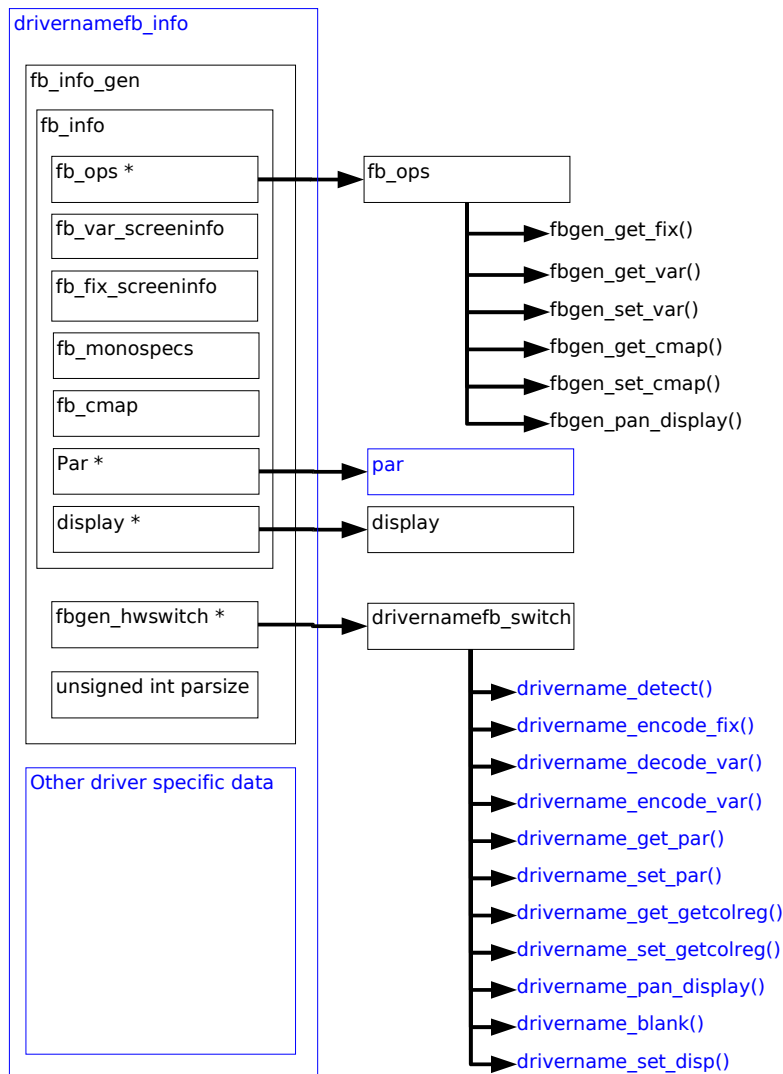 drivernamefb_info
fb_info_gen
fb_info
fb_ops *
fb_ops
fb_var_screeninfo
fbgen_get_fix()
fb_fix_screeninfo
fbgen_get_var()
fbgen_set_var()
fb_monospecs
fbgen_get_cmap()
fbgen_set_cmap()
fb_cmap
fbgen_pan_display()
Par *
par
display *
display
fbgen_hwswitch *
drivernamefb_switch
unsigned int parsize
drivername_detect()
drivername_encode_fix()
drivername_decode_var()
Other driver specific data
drivername_encode_var()
drivername_get_par()
drivername_set_par()
drivername_get_getcolreg()
drivername_set_getcolreg()
drivername_pan_display()
drivername_blank()
drivername_set_disp()